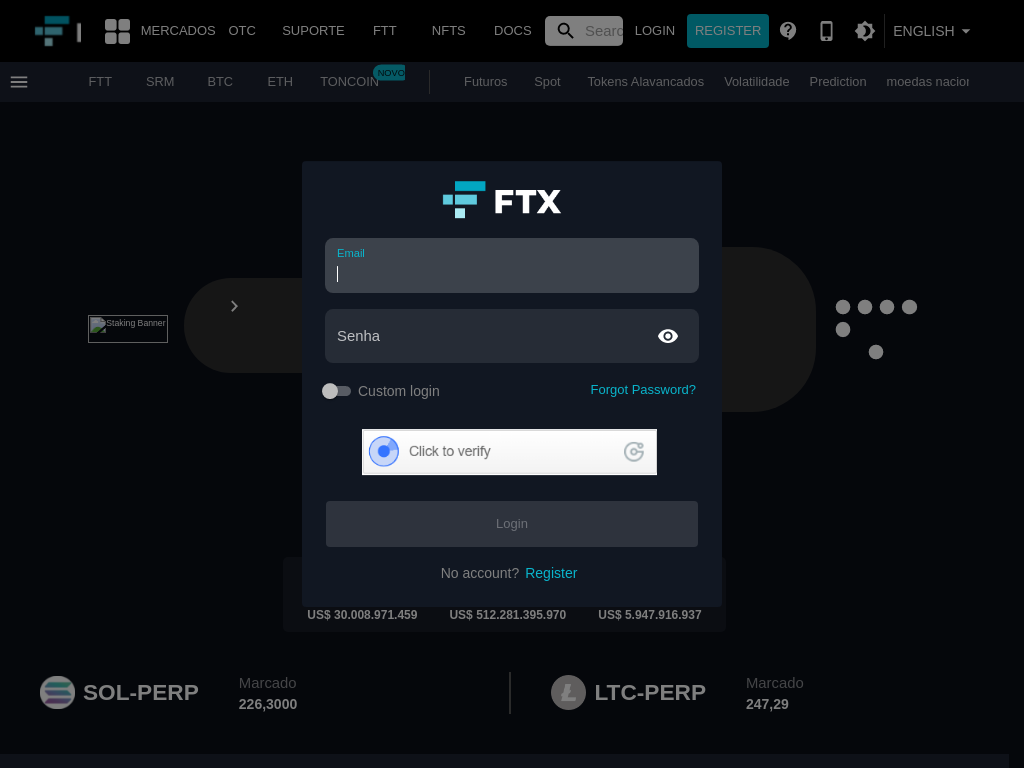 MERCADOS OTC SUPORTE FTT NFTS DOCS Searc LOGIN REGISTER ENGLISH
FTT SRM BTC ETH TONCOIN NOVO Futuros Spot Tokens Alavancados Volatilidade Prediction moedas nacior
FTX
Email
Staking Banner
Senha
Custom login Forgot Password?
Click to verify
Login
No account? Register
US$ 30.008.971.459 US$ 512.281.395.970 US$ 5.947.916.937
SOL-PERP Marcado LTC-PERP Marcado
226,3000 247,29